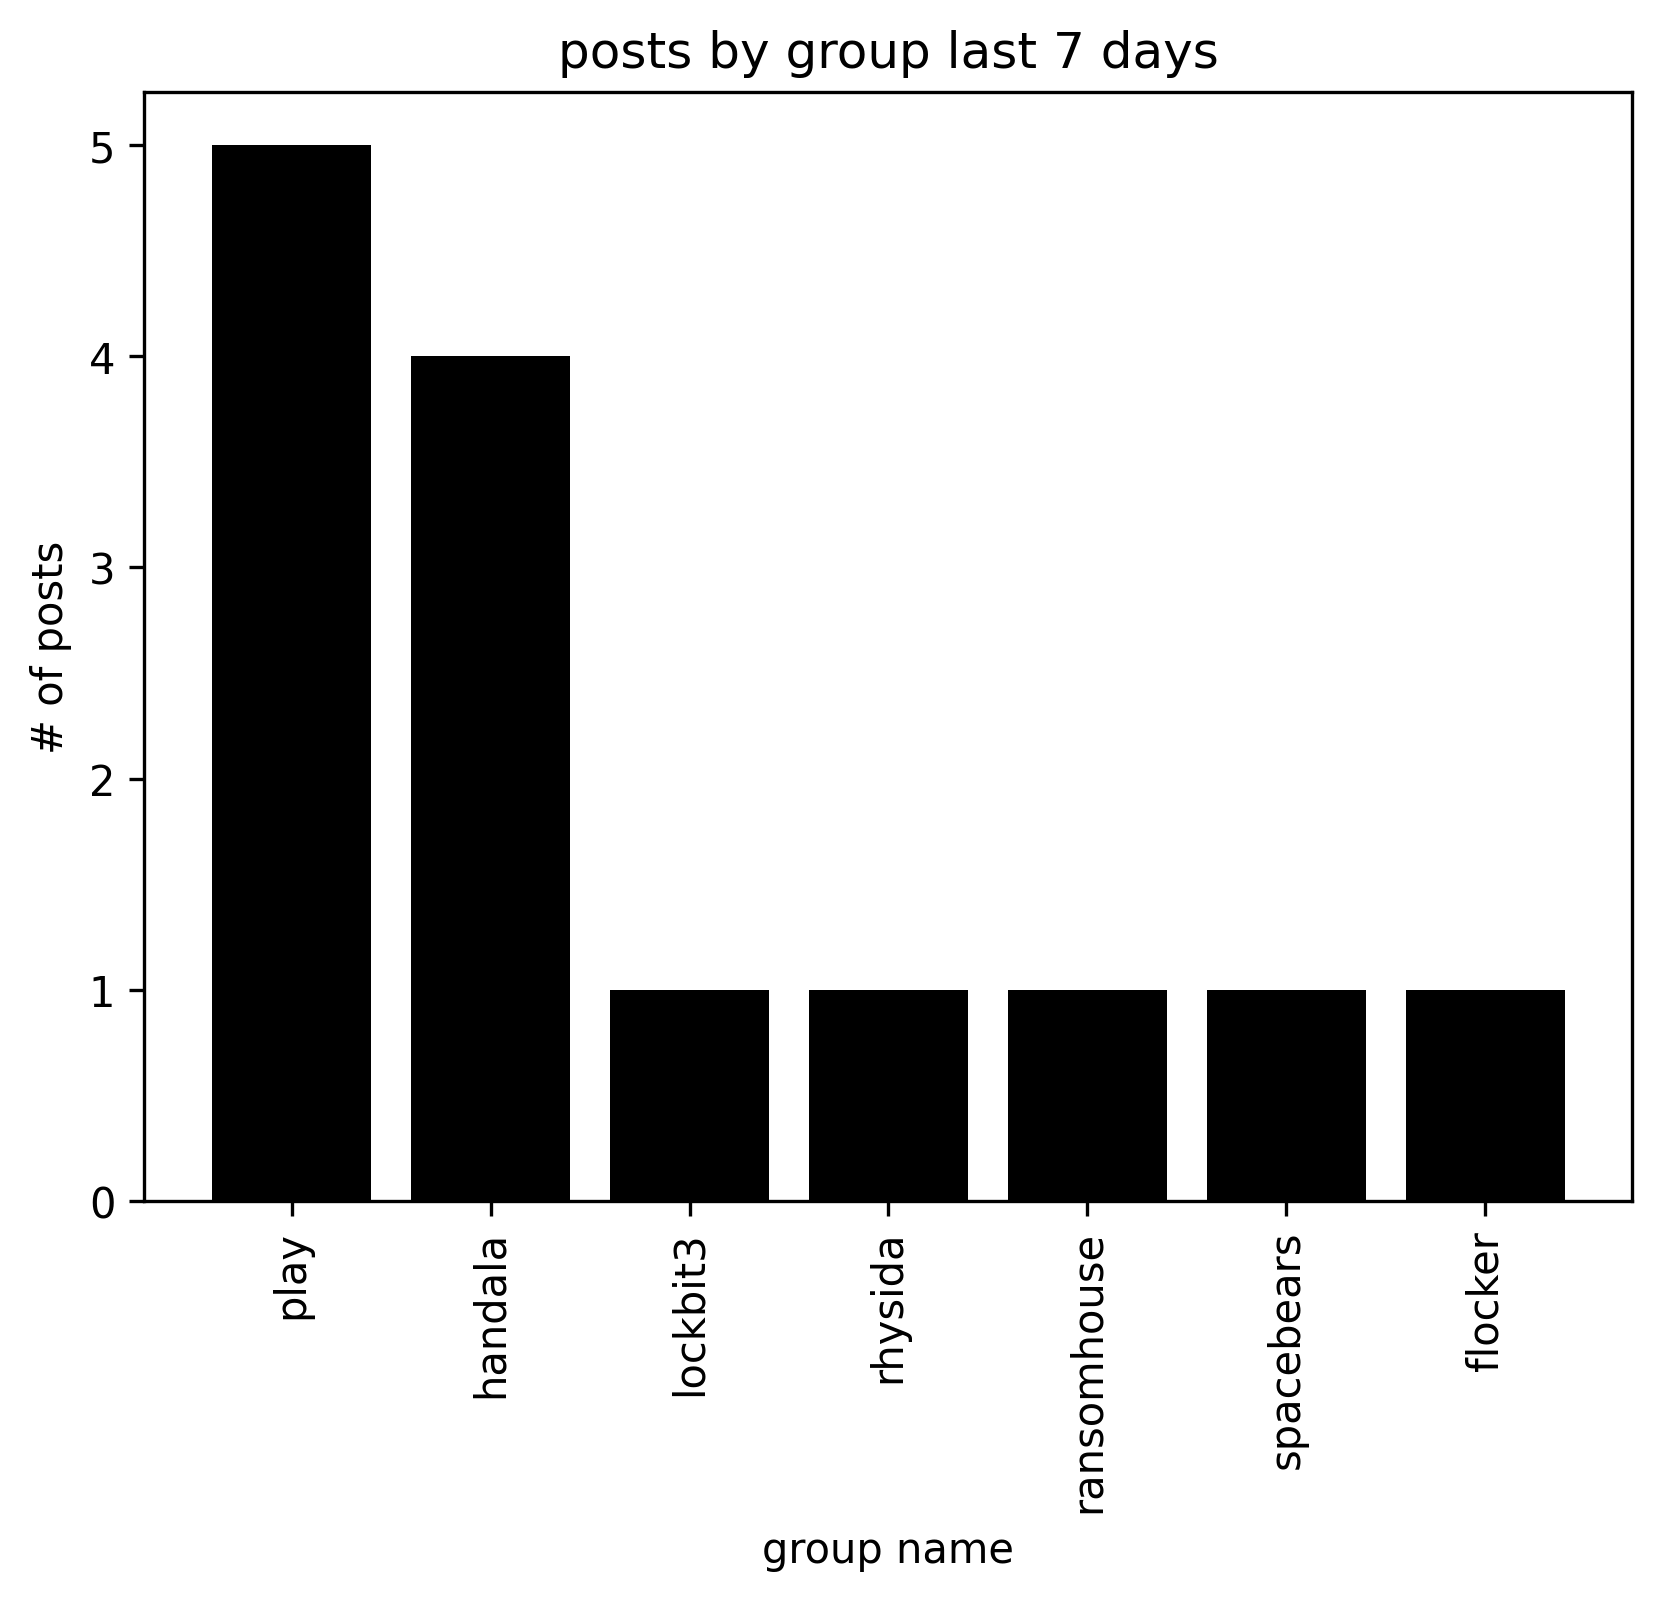 posts by group last 7 days
# of posts
5
4
3
2
1
0
play
handala
lockbit3
rhysida
ransomhouse
spacebears
flocker
group name